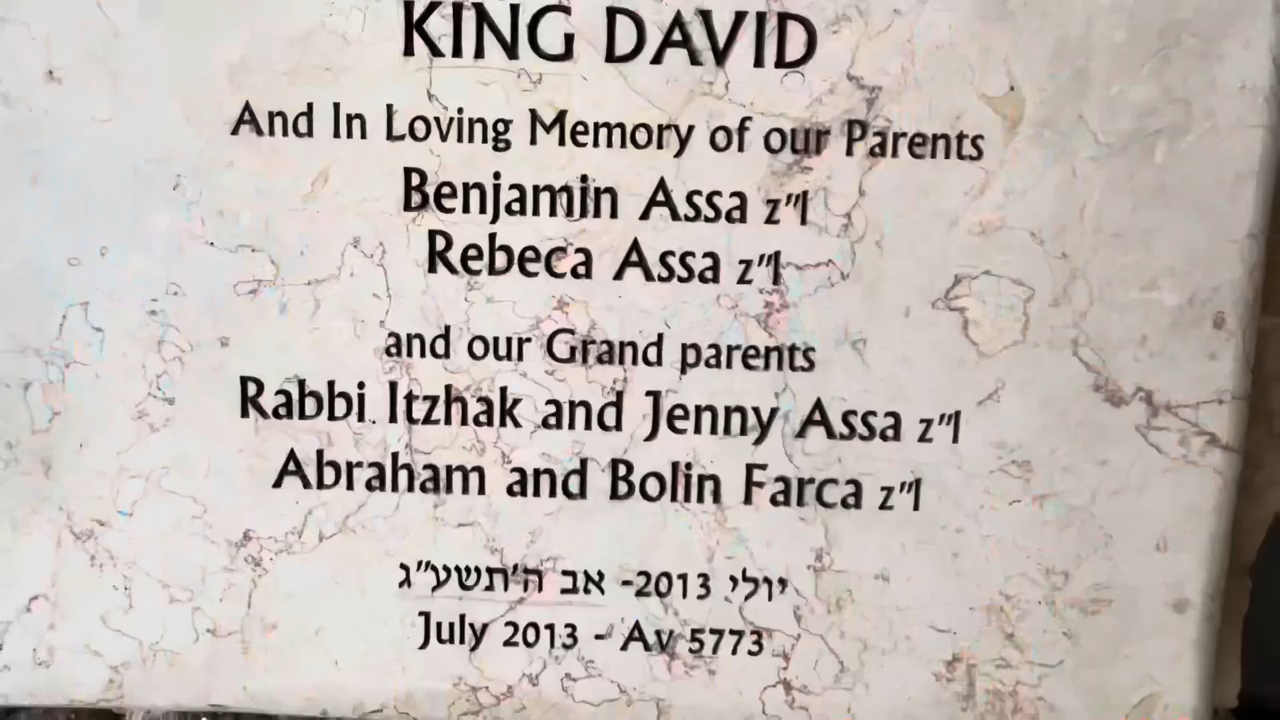 KING DAVID
And In Loving Memory of our Parents
Benjamin Assa z"l
Rebeca Assa z"l
and our Grand parents
Rabbi Itzhak and Jenny Assa z"l
Abraham and Bolin Farca z"l
יולי 2013- אב ה'תשע"ג
July 2013 - Av 5773